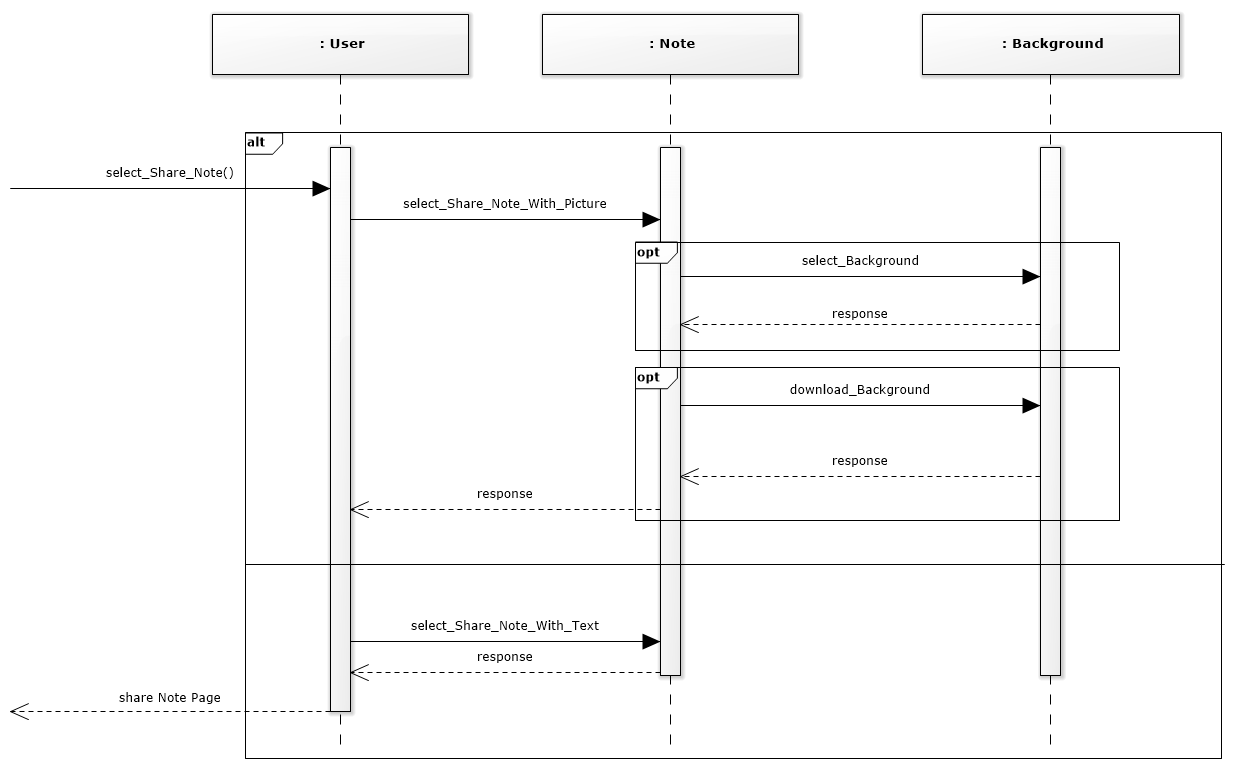 : User
: Note
: Background
alt
select_Share_Note()
select_Share_Note_With_Picture
opt
select_Background
response
opt
download_Background
response
response
select_Share_Note_With_Text
response
share Note Page